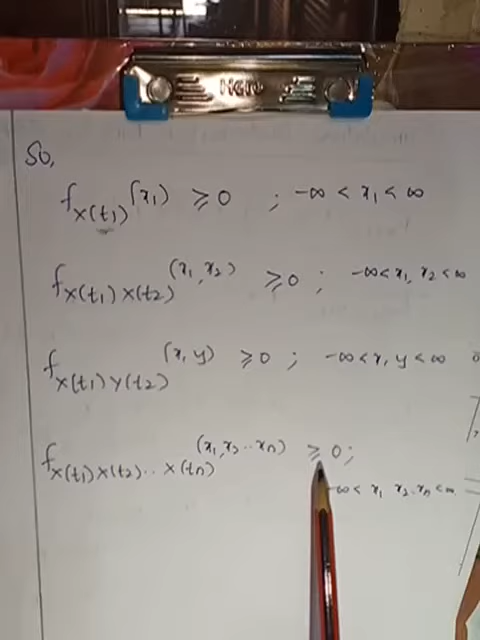 Hero
So,
f_X(t₁) (x₁) ⩾ 0 ; -∞ < x₁ < ∞
f_X(t₁)X(t₂) (x₁, x₂) ⩾ 0 ; -∞ < x₁, x₂ < ∞
f_X(t₁)Y(t₂) (x, y) ⩾ 0 ; -∞ < x, y < ∞
f_X(t₁)X(t₂)..X(tₙ) (x₁, x₂..xₙ) ⩾ 0;
-∞ < x₁ x₂..xₙ < ∞